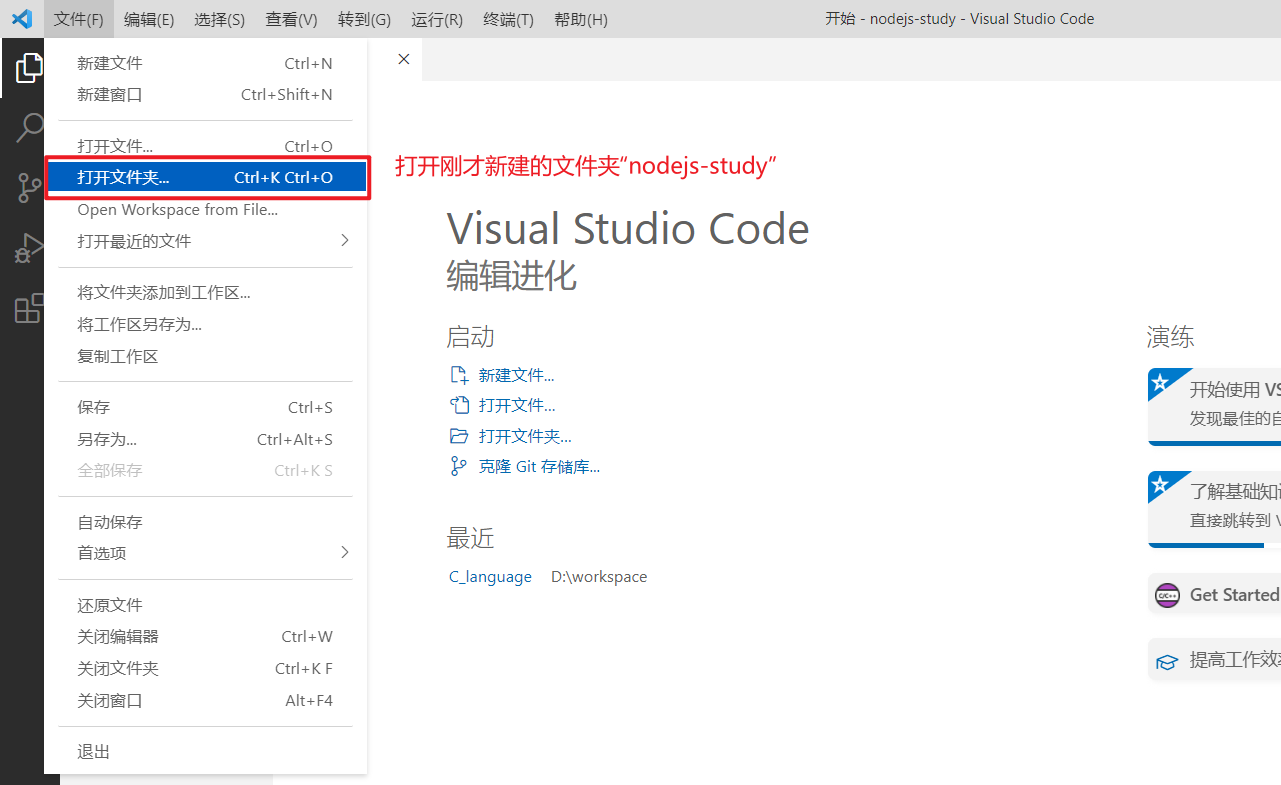 文件(F) 编辑(E) 选择(S) 查看(V) 转到(G) 运行(R) 终端(T) 帮助(H) 开始 - nodejs-study - Visual Studio Code
新建文件 Ctrl+N
新建窗口 Ctrl+Shift+N
打开文件... Ctrl+O
打开文件夹... Ctrl+K Ctrl+O
Open Workspace from File...
打开最近的文件
将文件夹添加到工作区...
将工作区另存为...
复制工作区
保存 Ctrl+S
另存为... Ctrl+Alt+S
全部保存 Ctrl+K S
自动保存
首选项
还原文件
关闭编辑器 Ctrl+W
关闭文件夹 Ctrl+K F
关闭窗口 Alt+F4
退出
打开刚才新建的文件夹“nodejs-study”
Visual Studio Code
编辑进化
启动
新建文件...
打开文件...
打开文件夹...
克隆 Git 存储库...
最近
C_language D:\workspace
演练
开始使用 VS
发现最佳的自
了解基础知
直接跳转到 V
C/C++
Get Started
提高工作效